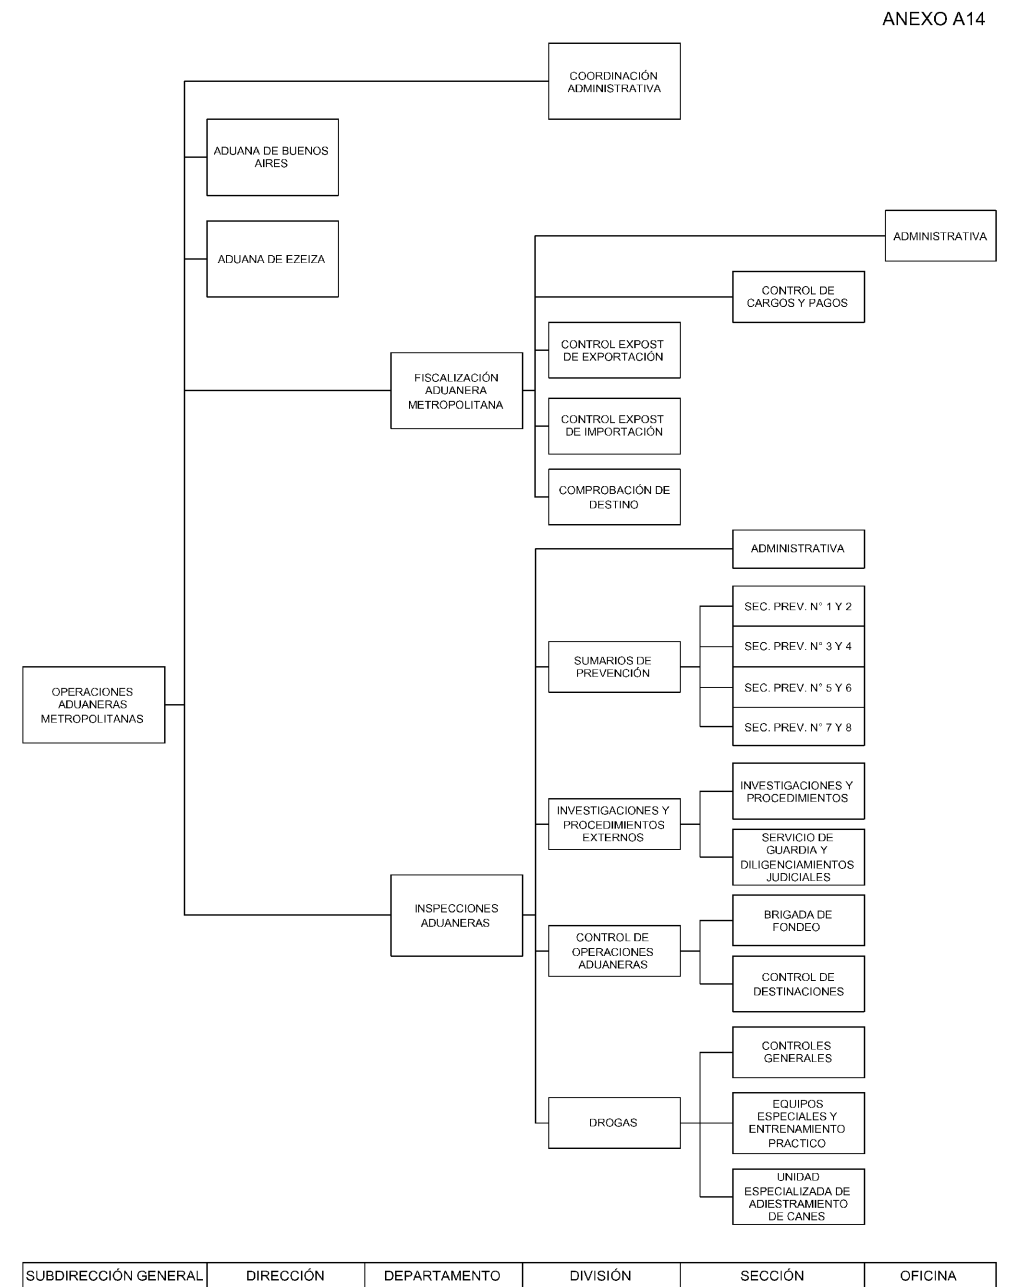 ANEXO A14
COORDINACIÓN
ADMINISTRATIVA
ADUANA DE BUENOS
AIRES
ADUANA DE EZEIZA
ADMINISTRATIVA
CONTROL DE
CARGOS Y PAGOS
CONTROL EXPOST
DE EXPORTACIÓN
FISCALIZACIÓN
ADUANERA
METROPOLITANA
CONTROL EXPOST
DE IMPORTACIÓN
COMPROBACIÓN DE
DESTINO
ADMINISTRATIVA
SEC. PREV. N° 1 Y 2
SEC. PREV. N° 3 Y 4
SUMARIOS DE
PREVENCIÓN
SEC. PREV. N° 5 Y 6
SEC. PREV. N° 7 Y 8
OPERACIONES
ADUANERAS
METROPOLITANAS
INVESTIGACIONES Y
PROCEDIMIENTOS
INVESTIGACIONES Y
PROCEDIMIENTOS
EXTERNOS
SERVICIO DE
GUARDIA Y
DILIGENCIAMIENTOS
JUDICIALES
INSPECCIONES
ADUANERAS
BRIGADA DE
FONDEO
CONTROL DE
OPERACIONES
ADUANERAS
CONTROL DE
DESTINACIONES
CONTROLES
GENERALES
DROGAS
EQUIPOS
ESPECIALES Y
ENTRENAMIENTO
PRACTICO
UNIDAD
ESPECIALIZADA DE
ADIESTRAMIENTO
DE CANES
SUBDIRECCIÓN GENERAL DIRECCIÓN DEPARTAMENTO DIVISIÓN SECCIÓN OFICINA